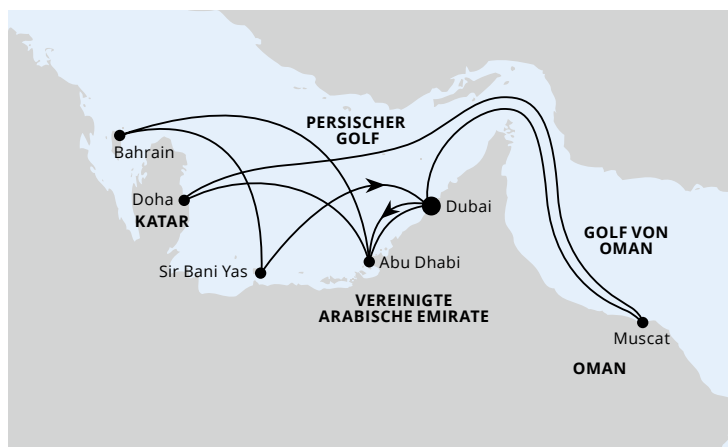 PERSISCHER
GOLF
Bahrain
Doha
KATAR
Dubai
GOLF VON
OMAN
Sir Bani Yas
Abu Dhabi
VEREINIGTE
ARABISCHE EMIRATE
Muscat
OMAN